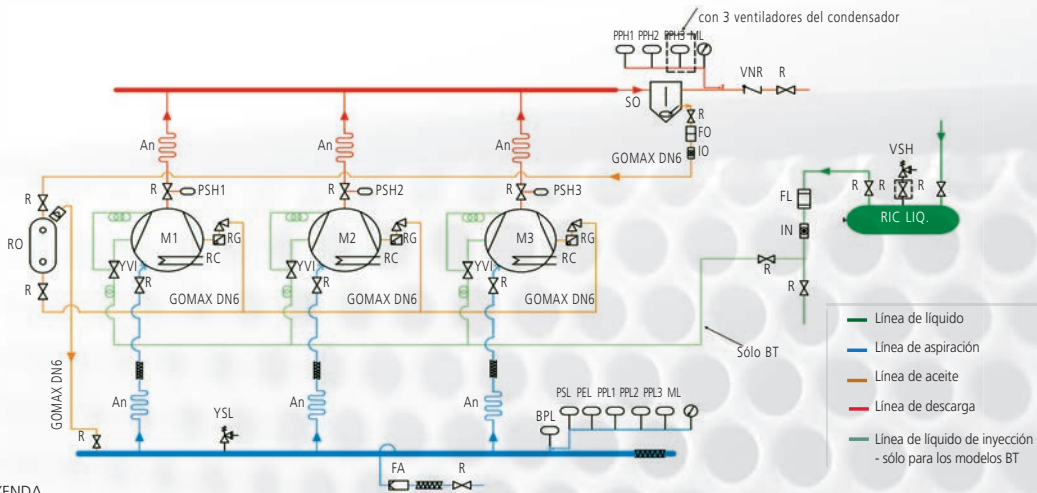 con 3 ventiladores del condensador
PPH1 PPH2 PPH3 ML
VNR R
SO
R
FO
IO
GOMAX DN6
An An An
R PSH1 R PSH2 R PSH3
VSH
R R
FL
RIC LIQ.
IN
R
RO
M1 M2 M3
RG RG RG
YVI YVI YVI
RC RC RC
R R R
R
R
R
GOMAX DN6 GOMAX DN6 GOMAX DN6
Sólo BT
GOMAX DN6
An An An
YSL
R
PSL PEL PPL1 PPL2 PPL3 ML
BPL
FA R
Línea de líquido
Línea de aspiración
Línea de aceite
Línea de descarga
Línea de líquido de inyección
- sólo para los modelos BT